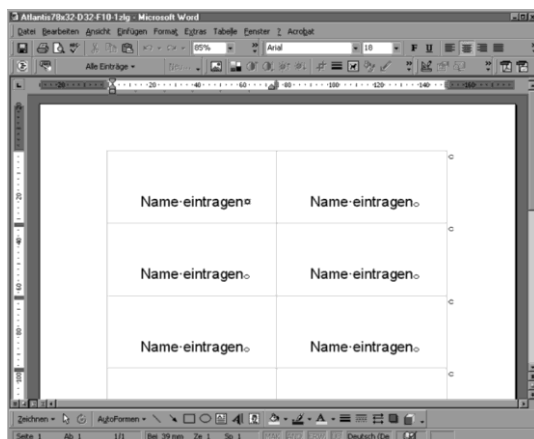 Atlantis78x32-D32-F10-1zlg - Microsoft Word
Datei Bearbeiten Ansicht Einfügen Format Extras Tabelle Fenster ? Acrobat
85% Arial 18 F U
Alle Einträge Neu...
Name·eintragen Name·eintragen
Name·eintragen Name·eintragen
Name·eintragen Name·eintragen
Zeichnen AutoFormen
Seite 1 Ab 1 1/1 Bei 39 mm Ze 1 Sp 1 Deutsch (De